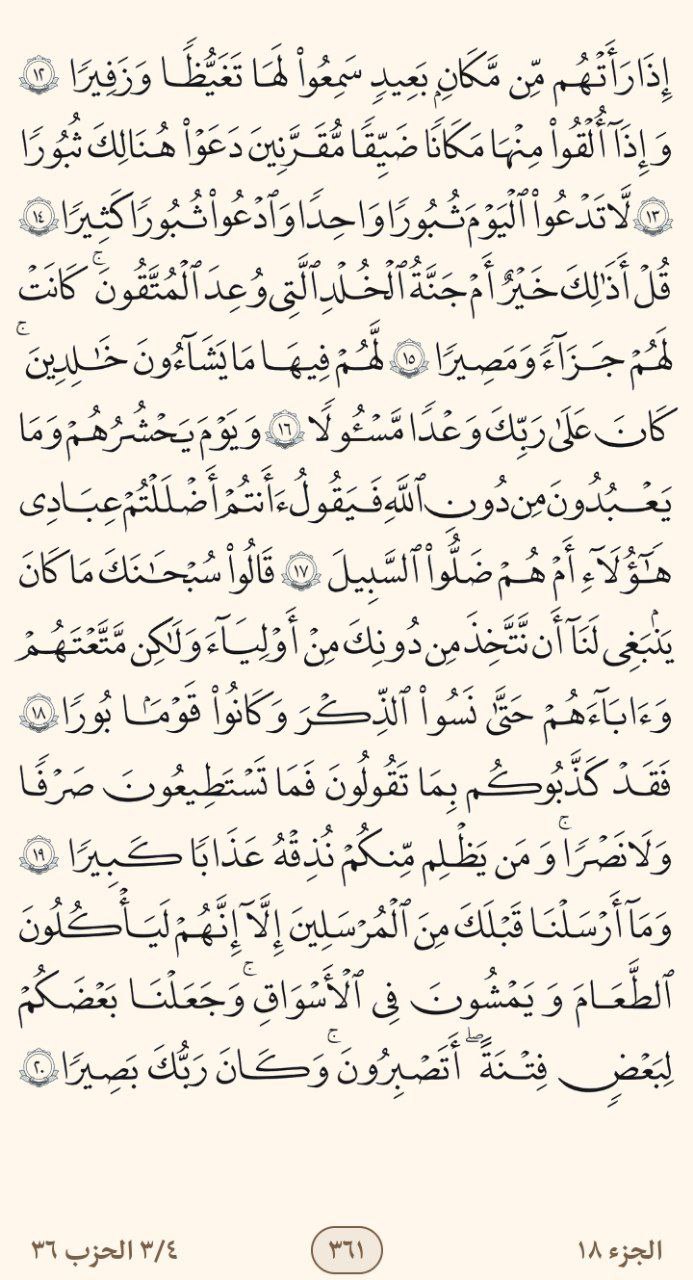 إِذَا رَأَتْهُم مِّن مَّكَانٍۭ بَعِيدٍ سَمِعُوا۟ لَهَا تَغَيُّظًا وَزَفِيرًا ١٢
وَإِذَآ أُلْقُوا۟ مِنْهَا مَكَانًا ضَيِّقًا مُّقَرَّنِينَ دَعَوْا۟ هُنَالِكَ ثُبُورًا
١٣ لَّا تَدْعُوا۟ ٱلْيَوْمَ ثُبُورًا وَٰحِدًا وَٱدْعُوا۟ ثُبُورًا كَثِيرًا ١٤
قُلْ أَذَٰلِكَ خَيْرٌ أَمْ جَنَّةُ ٱلْخُلْدِ ٱلَّتِى وُعِدَ ٱلْمُتَّقُونَ ۚ كَانَتْ
لَهُمْ جَزَآءً وَمَصِيرًا ١٥ لَّهُمْ فِيهَا مَا يَشَآءُونَ خَٰلِدِينَ ۚ
كَانَ عَلَىٰ رَبِّكَ وَعْدًا مَّسْـُٔولًا ١٦ وَيَوْمَ يَحْشُرُهُمْ وَمَا
يَعْبُدُونَ مِن دُونِ ٱللَّهِ فَيَقُولُ ءَأَنتُمْ أَضْلَلْتُمْ عِبَادِى
هَٰٓؤُلَآءِ أَمْ هُمْ ضَلُّوا۟ ٱلسَّبِيلَ ١٧ قَالُوا۟ سُبْحَٰنَكَ مَا كَانَ
يَنۢبَغِى لَنَآ أَن نَّتَّخِذَ مِن دُونِكَ مِنْ أَوْلِيَآءَ وَلَٰكِن مَّتَّعْتَهُمْ
وَءَابَآءَهُمْ حَتَّىٰ نَسُوا۟ ٱلذِّكْرَ وَكَانُوا۟ قَوْمًۢا بُورًا ١٨
فَقَدْ كَذَّبُوكُم بِمَا تَقُولُونَ فَمَا تَسْتَطِيعُونَ صَرْفًا
وَلَا نَصْرًا ۚ وَمَن يَظْلِم مِّنكُمْ نُذِقْهُ عَذَابًا كَبِيرًا ١٩
وَمَآ أَرْسَلْنَا قَبْلَكَ مِنَ ٱلْمُرْسَلِينَ إِلَّآ إِنَّهُمْ لَيَأْكُلُونَ
ٱلطَّعَامَ وَيَمْشُونَ فِى ٱلْأَسْوَاقِ ۚ وَجَعَلْنَا بَعْضَكُمْ
لِبَعْضٍ فِتْنَةً ۖ أَتَصْبِرُونَ ۚ وَكَانَ رَبُّكَ بَصِيرًا ٢٠
الجزء ١٨ ٣٦١ ٣/٤ الحزب ٣٦